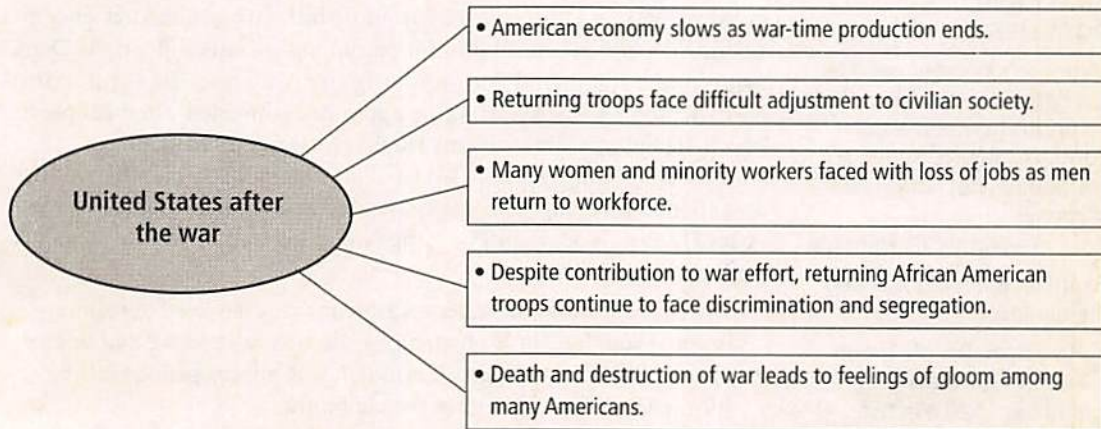 • American economy slows as war-time production ends.
• Returning troops face difficult adjustment to civilian society.
United States after
the war
• Many women and minority workers faced with loss of jobs as men
return to workforce.
• Despite contribution to war effort, returning African American
troops continue to face discrimination and segregation.
• Death and destruction of war leads to feelings of gloom among
many Americans.